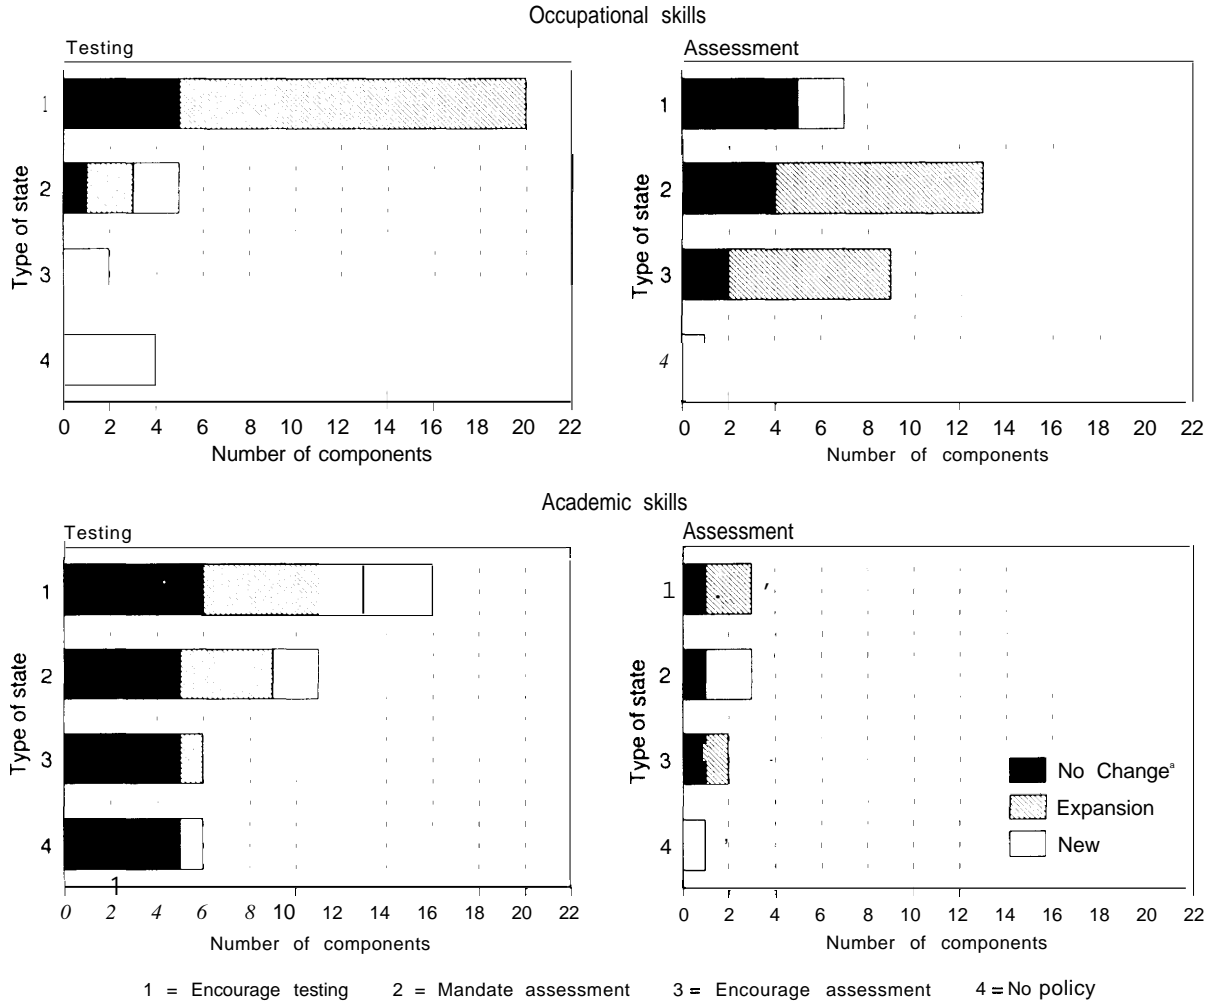 Occupational skills
Testing
1
2
3
4
Type of state
0 2 4 6 8 10 12 14 16 18 20 22
Number of components
Assessment
1
2
3
4
Type of state
0 2 4 6 8 10 12 14 16 18 20 22
Number of components
Academic skills
Testing
1
2
3
4
Type of state
0 2 4 6 8 10 12 14 16 18 20 22
Number of components
Assessment
1
2
3
4
Type of state
No Changeª
Expansion
New
0 2 4 6 8 10 12 14 16 18 20 22
Number of components
1 = Encourage testing 2 = Mandate assessment 3 = Encourage assessment 4 = No policy